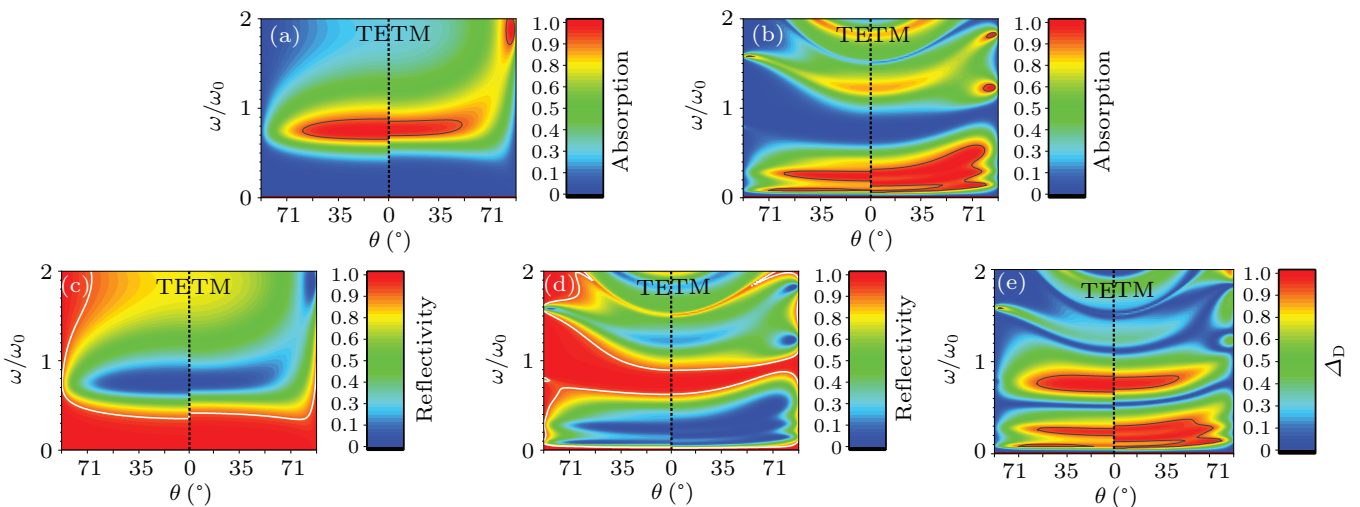 (a)
TETM
2
1
0
ω/ω0
71 35 0 35 71
θ (°)
1.0
0.9
0.8
0.7
0.6
0.5
0.4
0.3
0.2
0.1
0
Absorption
(b)
TETM
2
1
0
ω/ω0
71 35 0 35 71
θ (°)
1.0
0.9
0.8
0.7
0.6
0.5
0.4
0.3
0.2
0.1
0
Absorption
(c)
TETM
2
1
0
ω/ω0
71 35 0 35 71
θ (°)
1.0
0.9
0.8
0.7
0.6
0.5
0.4
0.3
0.2
0.1
0
Reflectivity
(d)
TETM
2
1
0
ω/ω0
71 35 0 35 71
θ (°)
1.0
0.9
0.8
0.7
0.6
0.5
0.4
0.3
0.2
0.1
0
Reflectivity
(e)
TETM
2
1
0
ω/ω0
71 35 0 35 71
θ (°)
1.0
0.9
0.8
0.7
0.6
0.5
0.4
0.3
0.2
0.1
0
ΔD